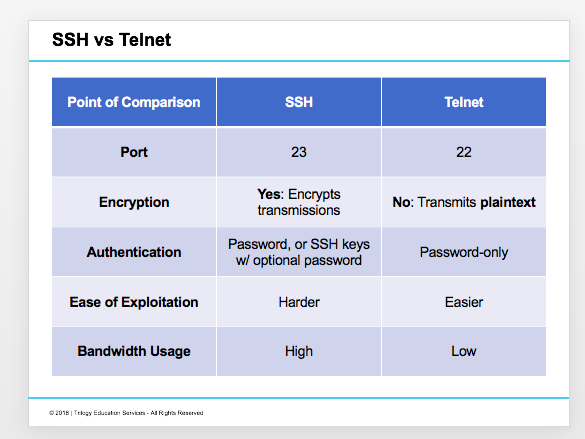 SSH vs Telnet
Point of Comparison SSH Telnet
Port 23 22
Encryption Yes: Encrypts transmissions No: Transmits plaintext
Authentication Password, or SSH keys w/ optional password Password-only
Ease of Exploitation Harder Easier
Bandwidth Usage High Low
© 2018 | Trilogy Education Services - All Rights Reserved